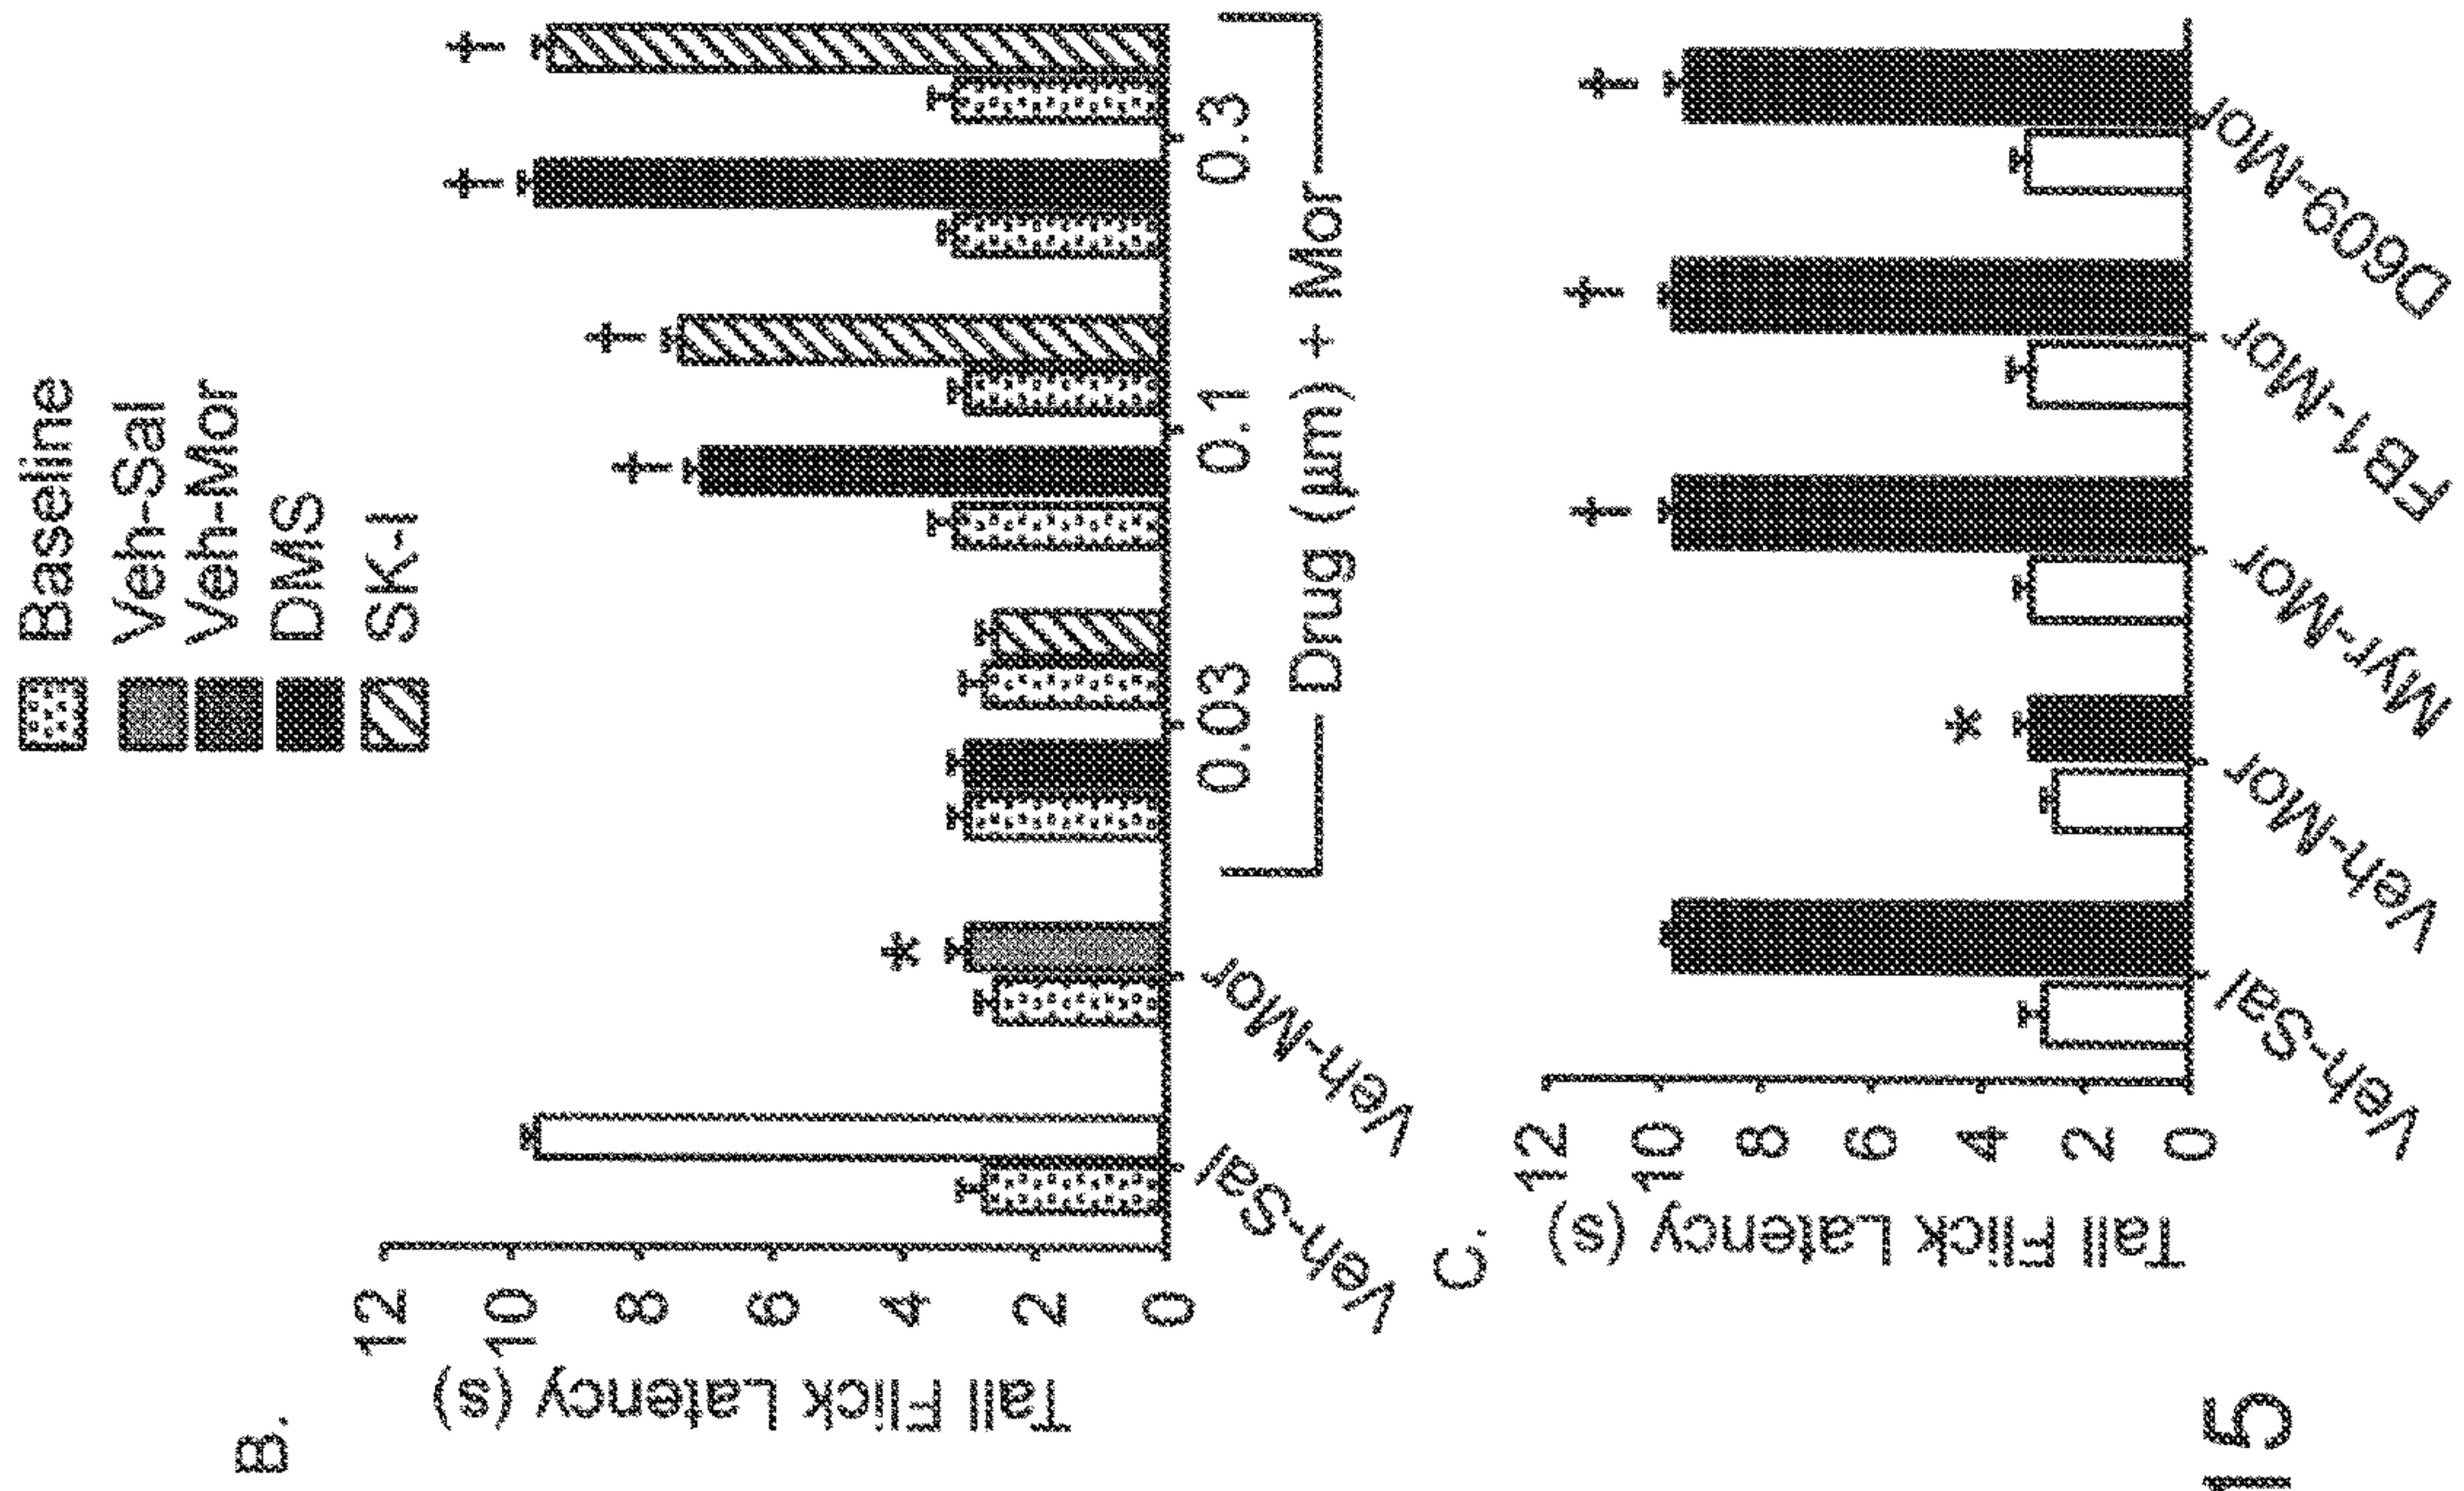 Baseline
Veh-Sal
Veh-Mor
DMS
SK-I
B.
Tail Flick Latency
(s)
12
10
8
6
4
2
0
*
†
†
†
†
Veh-Sal
Veh-Mor
0.03
0.1
0.3
Drug (µm) + Mor
C.
Tail Flick Latency
(s)
12
10
8
6
4
2
0
*
†
†
†
Veh-Sal
Veh-Mor
Myr-Mor
FB1-Mor
D609-Mor
15